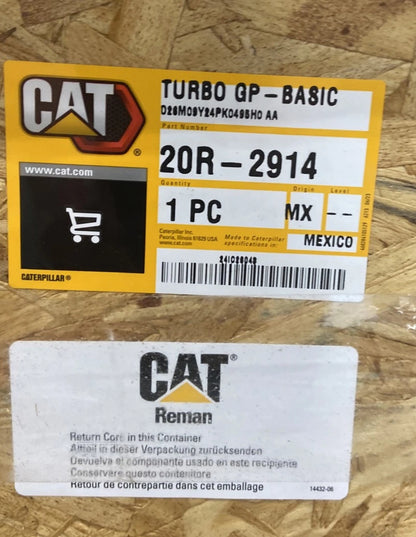 CAT®
TURBO GP-BASIC
D26M09Y24PK0495H0 AA
Part Number
20R-2914
www.cat.com
Quantity
Origin
Level
1 PC
MX
--
Caterpillar Inc.
Peoria, Illinois 61629 USA
www.cat.com
Made to Caterpillar
specifications in:
MEXICO
CATERPILLAR®
24IC2804B
CAT®
Reman
Return Core in this Container
Altteil in dieser Verpackung zurücksenden
Devuelva el componente usado en este recipiente
Conservare questo contenitore
Retour de contrepartie dans cet emballage
14432-06